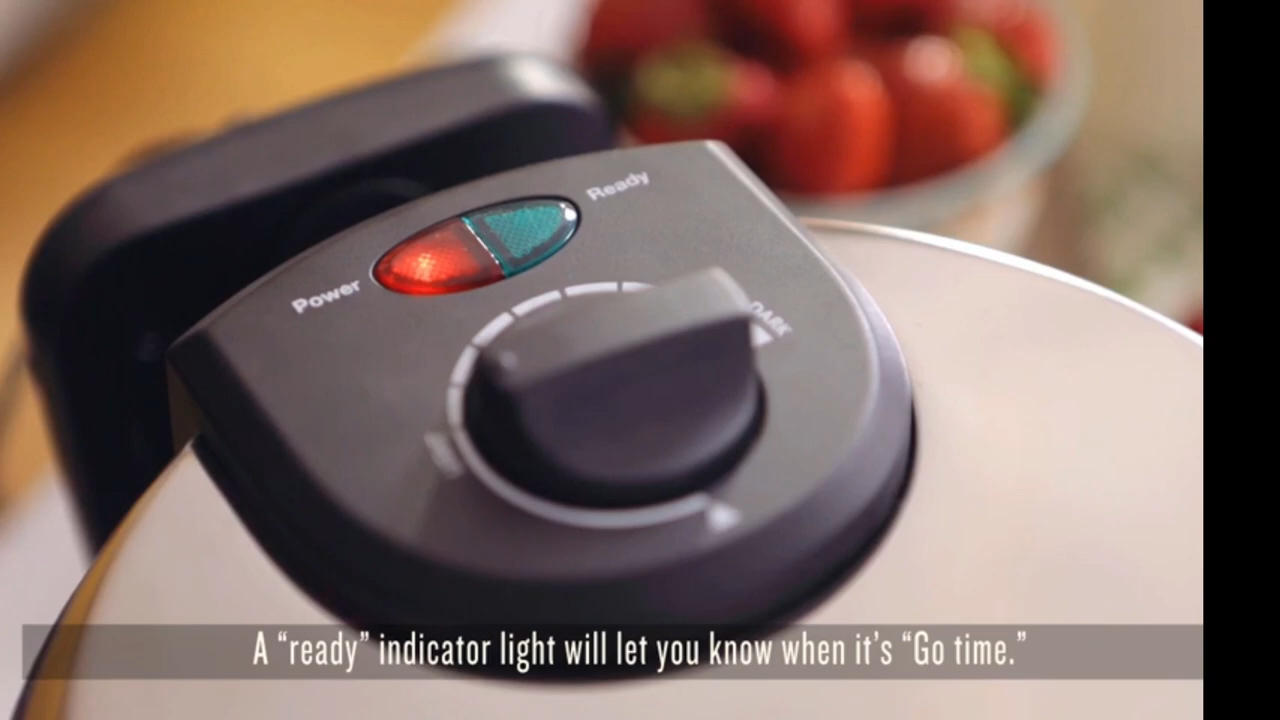 Ready
Power
DARK
A “ready” indicator light will let you know when it’s “Go time.”